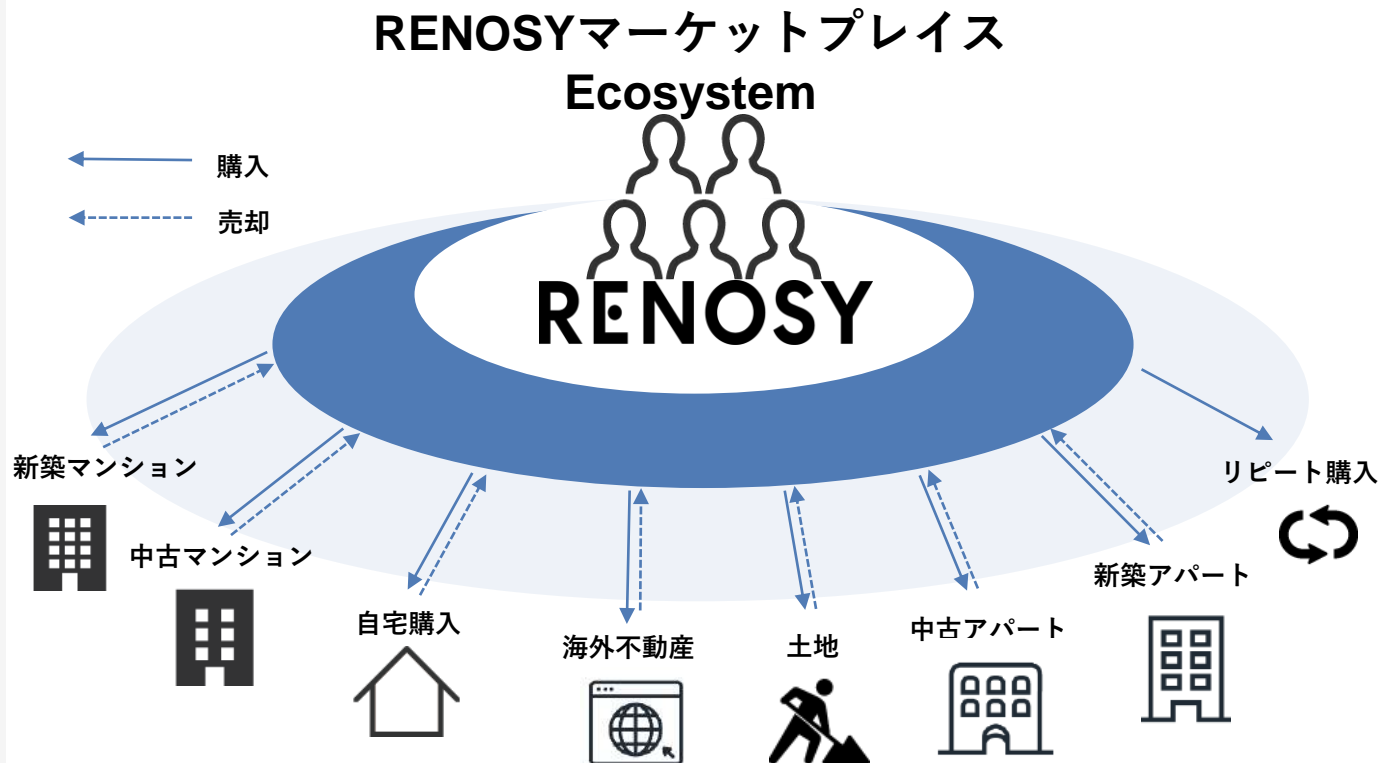 RENOSYマーケットプレイス
Ecosystem
購入
売却
RENOSY
新築マンション
中古マンション
自宅購入
海外不動産
土地
中古アパート
新築アパート
リピート購入